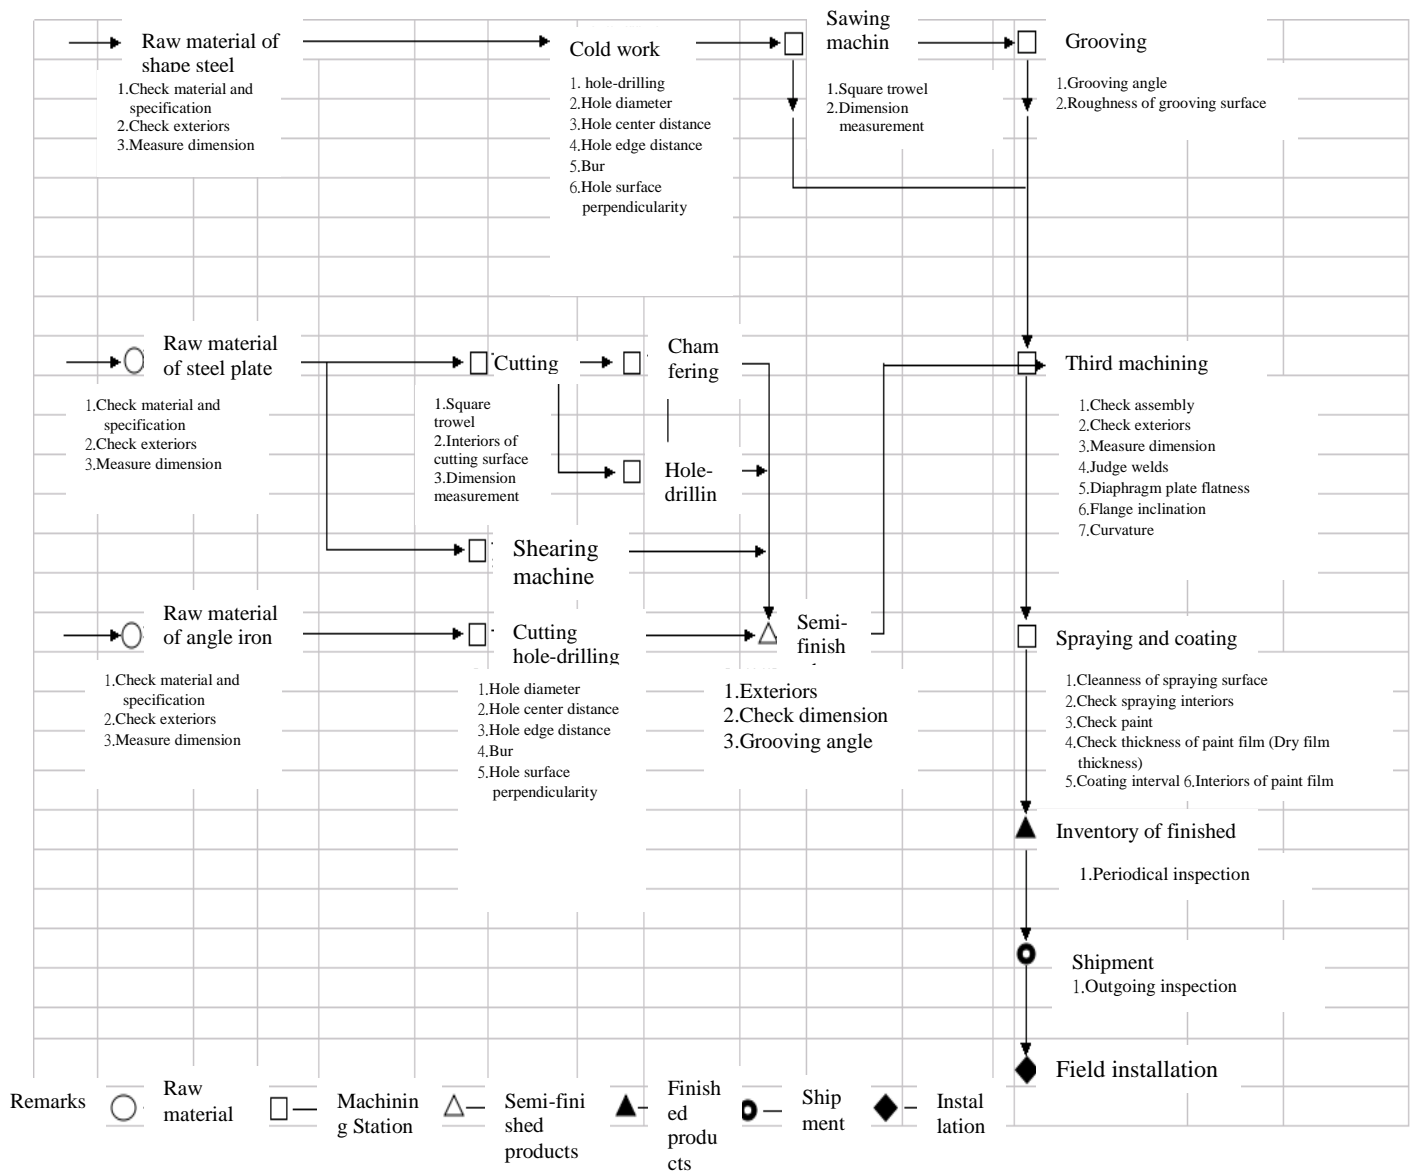 Raw material of
shape steel
1.Check material and
specification
2.Check exteriors
3.Measure dimension
Cold work
1. hole-drilling
2.Hole diameter
3.Hole center distance
4.Hole edge distance
5.Bur
6.Hole surface
perpendicularity
Sawing
machin
1.Square trowel
2.Dimension
measurement
Grooving
1.Grooving angle
2.Roughness of grooving surface
Raw material
of steel plate
1.Check material and
specification
2.Check exteriors
3.Measure dimension
Cutting
1.Square
trowel
2.Interiors of
cutting surface
3.Dimension
measurement
Cham
fering
Hole-
drillin
Shearing
machine
Third machining
1.Check assembly
2.Check exteriors
3.Measure dimension
4.Judge welds
5.Diaphragm plate flatness
6.Flange inclination
7.Curvature
Raw material
of angle iron
1.Check material and
specification
2.Check exteriors
3.Measure dimension
Cutting
hole-drilling
1.Hole diameter
2.Hole center distance
3.Hole edge distance
4.Bur
5.Hole surface
perpendicularity
Semi-
finish
1.Exteriors
2.Check dimension
3.Grooving angle
Spraying and coating
1.Cleanness of spraying surface
2.Check spraying interiors
3.Check paint
4.Check thickness of paint film (Dry film
thickness)
5.Coating interval 6.Interiors of paint film
Inventory of finished
1.Periodical inspection
Shipment
1.Outgoing inspection
Field installation
Remarks
Raw
material
Machinin
g Station
Semi-fini
shed
products
Finish
ed
produ
cts
Ship
ment
Instal
lation